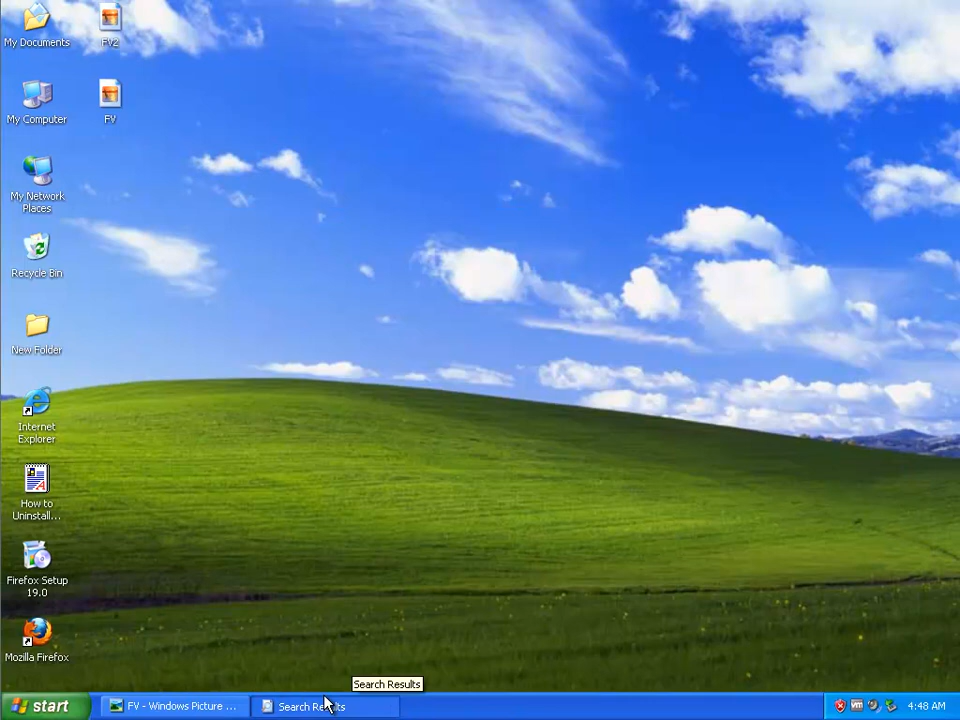 My Documents
FV2
My Computer
FV
My Network
Places
Recycle Bin
New Folder
Internet
Explorer
How to
Uninstall...
Firefox Setup
19.0
Mozilla Firefox
Search Results
start
FV - Windows Picture ...
Search Results
vm
4:48 AM